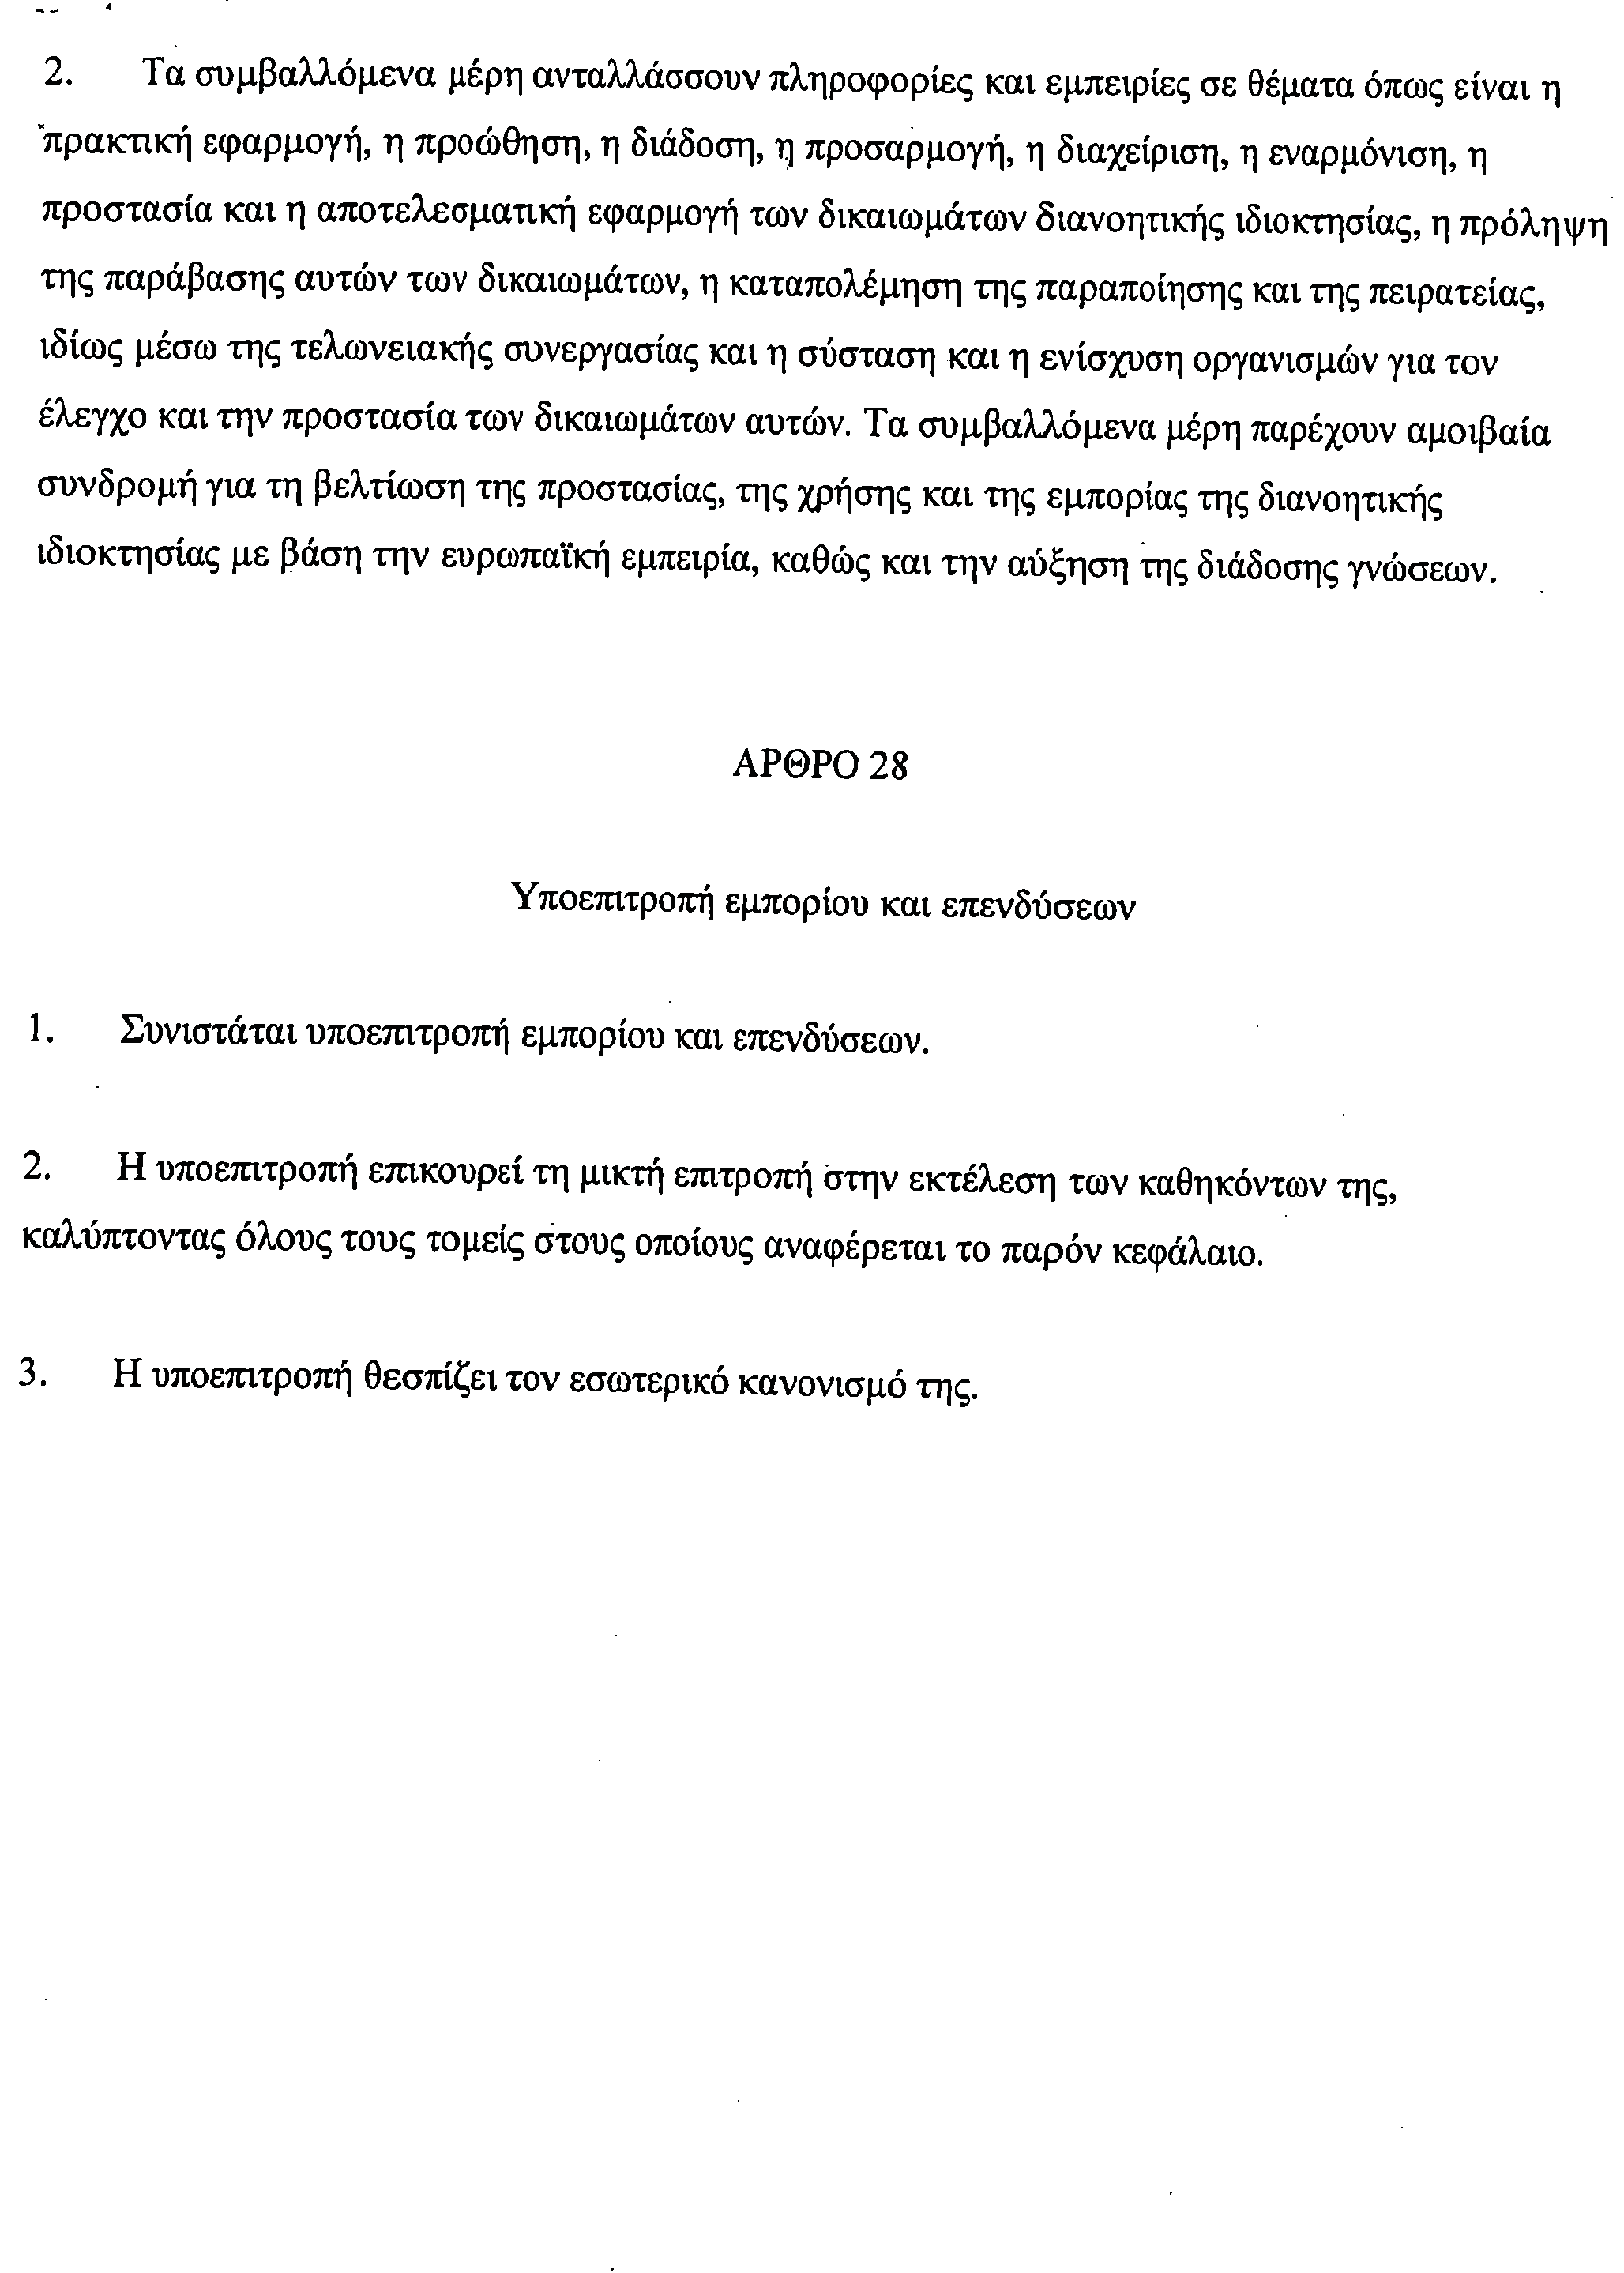 2. Τα συμβαλλόμενα μέρη ανταλλάσσουν πληροφορίες και εμπειρίες σε θέματα όπως είναι η
πρακτική εφαρμογή, η προώθηση, η διάδοση, η προσαρμογή, η διαχείριση, η εναρμόνιση, η
προστασία και η αποτελεσματική εφαρμογή των δικαιωμάτων διανοητικής ιδιοκτησίας, η πρόληψη
της παράβασης αυτών των δικαιωμάτων, η καταπολέμηση της παραποίησης και της πειρατείας,
ιδίως μέσω της τελωνειακής συνεργασίας και η σύσταση και η ενίσχυση οργανισμών για τον
έλεγχο και την προστασία των δικαιωμάτων αυτών. Τα συμβαλλόμενα μέρη παρέχουν αμοιβαία
συνδρομή για τη βελτίωση της προστασίας, της χρήσης και της εμπορίας της διανοητικής
ιδιοκτησίας με βάση την ευρωπαϊκή εμπειρία, καθώς και την αύξηση της διάδοσης γνώσεων.
ΑΡΘΡΟ 28
Υποεπιτροπή εμπορίου και επενδύσεων
1. Συνιστάται υποεπιτροπή εμπορίου και επενδύσεων.
2. Η υποεπιτροπή επικουρεί τη μικτή επιτροπή στην εκτέλεση των καθηκόντων της,
καλύπτοντας όλους τους τομείς στους οποίους αναφέρεται το παρόν κεφάλαιο.
3. Η υποεπιτροπή θεσπίζει τον εσωτερικό κανονισμό της.